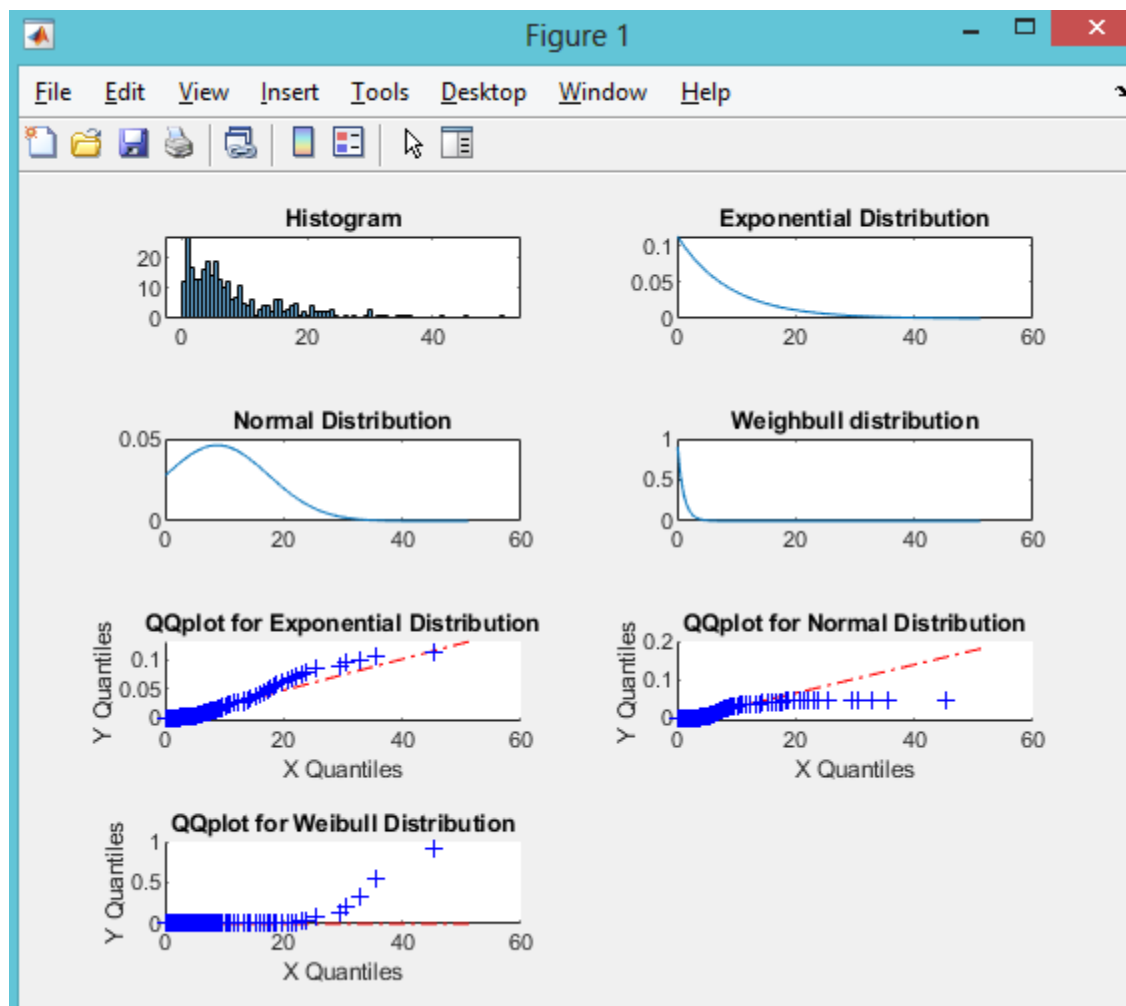 Figure 1
File Edit View Insert Tools Desktop Window Help
Histogram
20
10
0
0 20 40
Exponential Distribution
0.1
0.05
0
0 20 40 60
Normal Distribution
0.05
0
0 20 40 60
Weighbull distribution
1
0.5
0
0 20 40 60
QQplot for Exponential Distribution
Y Quantiles
0.1
0.05
0
0 20 40 60
X Quantiles
QQplot for Normal Distribution
Y Quantiles
0.2
0.1
0
0 20 40 60
X Quantiles
QQplot for Weibull Distribution
Y Quantiles
1
0.5
0
0 20 40 60
X Quantiles